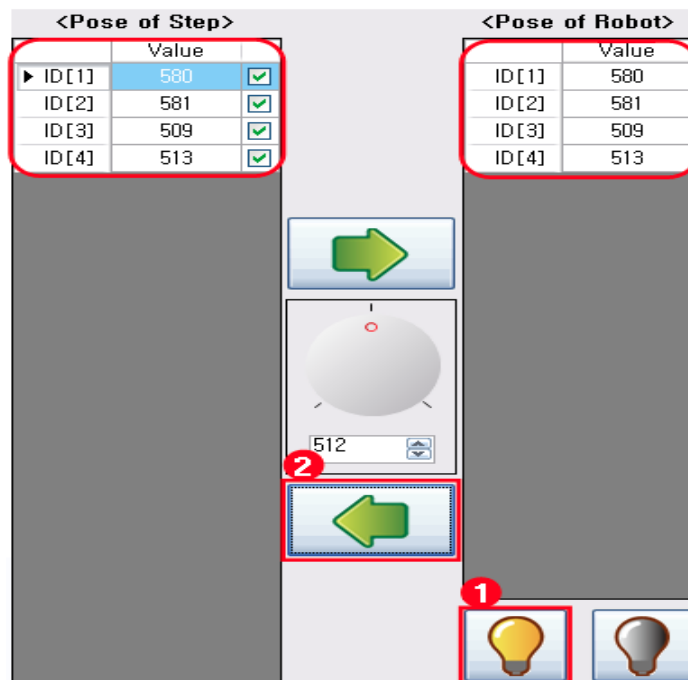 <Pose of Step> <Pose of Robot>
Value Value
ID[1] 580 ID[1] 580
ID[2] 581 ID[2] 581
ID[3] 509 ID[3] 509
ID[4] 513 ID[4] 513
512
2
1